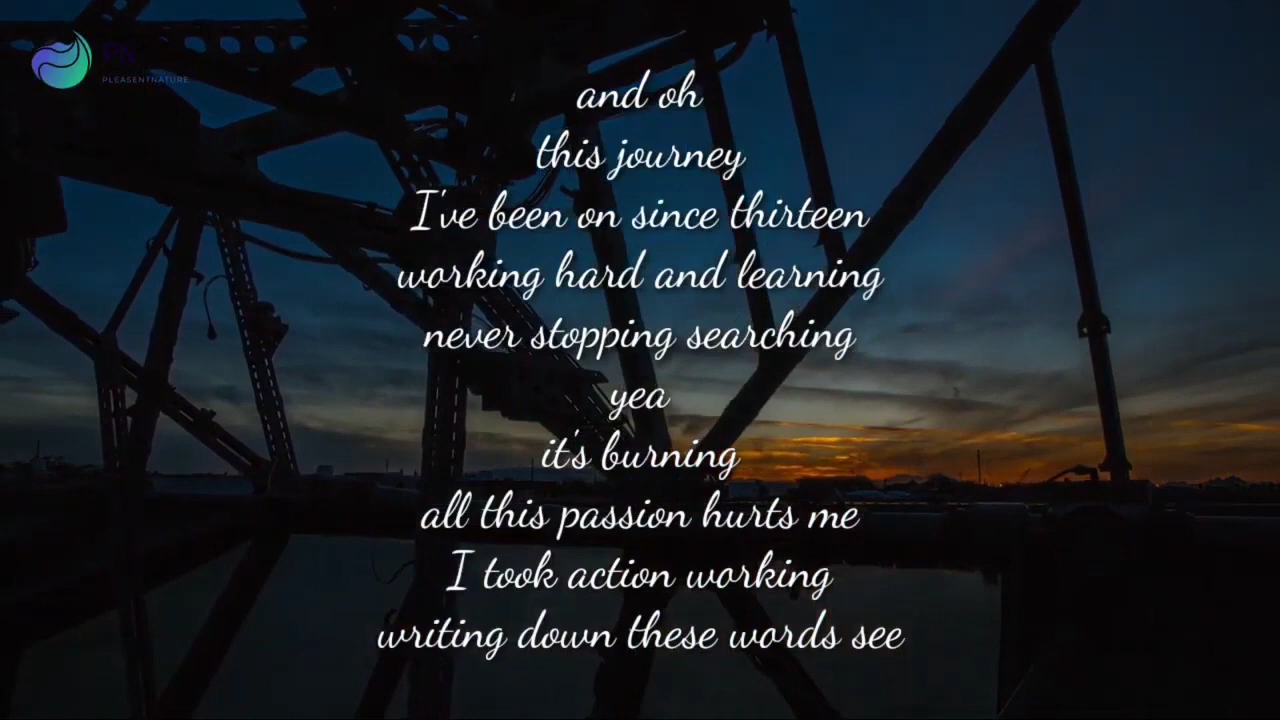 PN
PLEASENTNATURE
and oh
this journey
I've been on since thirteen
working hard and learning
never stopping searching
yea
it's burning
all this passion hurts me
I took action working
writing down these words see